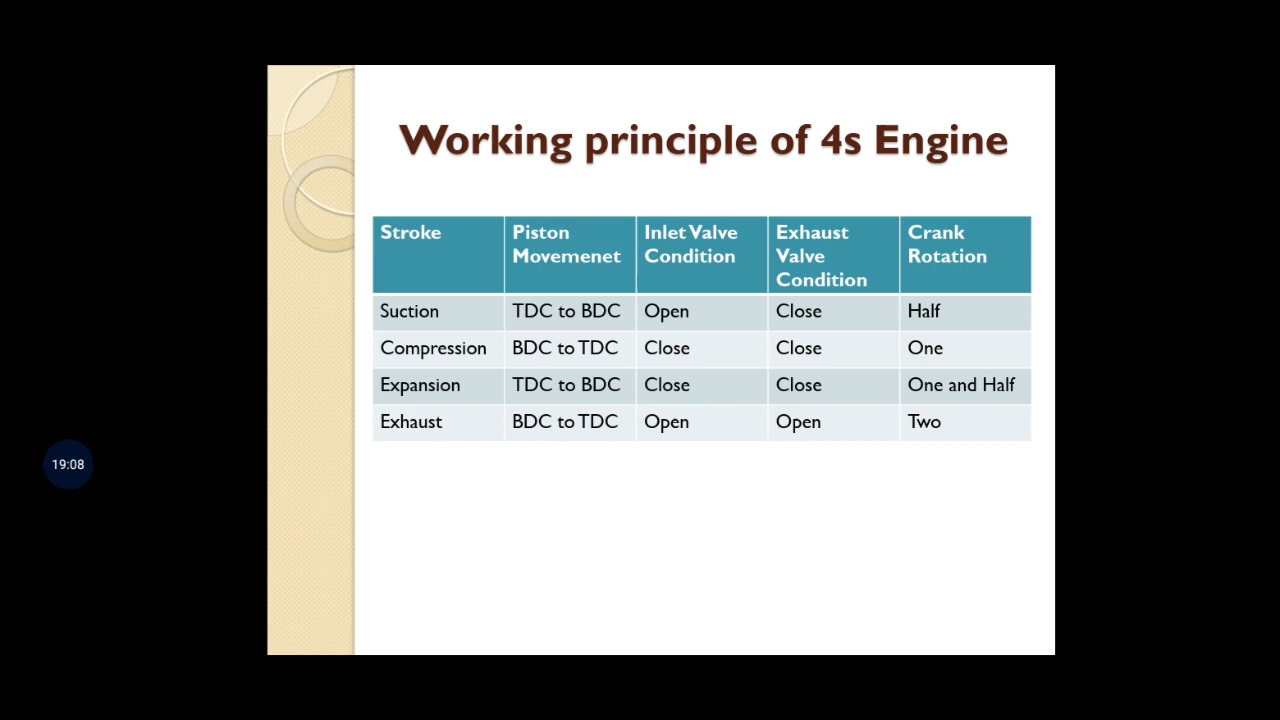 Working principle of 4s Engine
Stroke Piston Movemenet Inlet Valve Condition Exhaust Valve Condition Crank Rotation
Suction TDC to BDC Open Close Half
Compression BDC to TDC Close Close One
Expansion TDC to BDC Close Close One and Half
Exhaust BDC to TDC Open Open Two
19:08